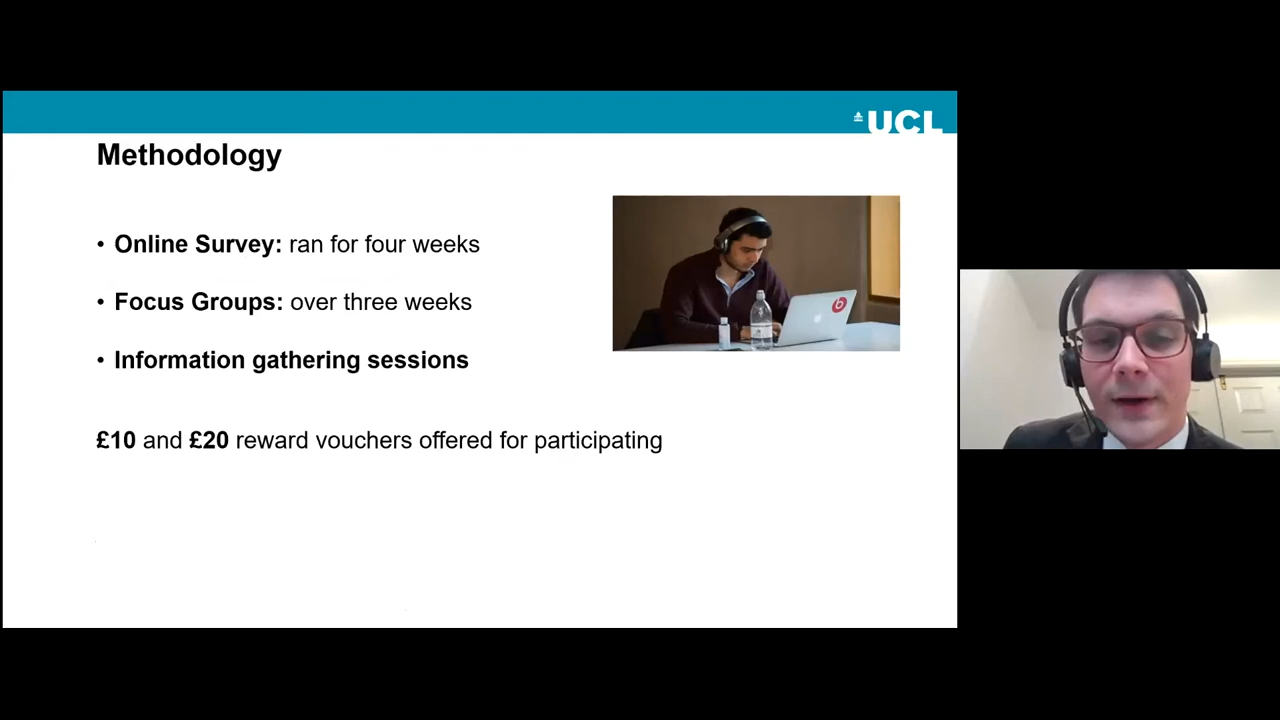 UCL
Methodology
• Online Survey: ran for four weeks
• Focus Groups: over three weeks
• Information gathering sessions
£10 and £20 reward vouchers offered for participating